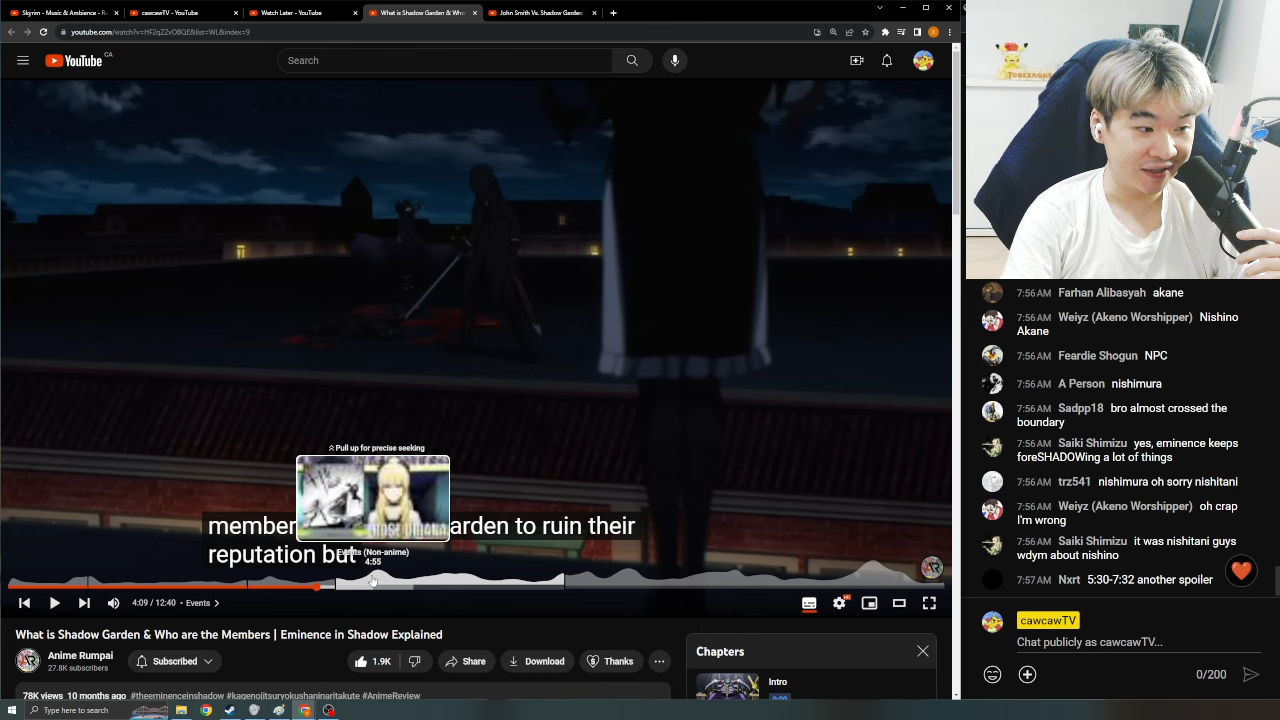 Skyrim - Music & Ambience - R
cawcawTV - YouTube
Watch Later - YouTube
What is Shadow Garden & Who
John Smith Vs. Shadow Garden
youtube.com/watch?v=HF2qZZvOBQE&list=WL&index=9
YouTube CA
Search
Pull up for precise seeking
member
arden to ruin their
reputation but
Events (Non-anime)
4:55
4:09 / 12:40 • Events
What is Shadow Garden & Who are the Members | Eminence in Shadow Explained
Anime Rumpai
27.8K subscribers
Subscribed
1.9K
Share
Download
Thanks
78K views 10 months ago #theeminenceinshadow #kagenojitsuryokushaninaritakute #AnimeReview
Chapters
Intro
0:00
7:56 AM Farhan Alibasyah akane
7:56 AM Weiyz (Akeno Worshipper) Nishino
Akane
7:56 AM Feardie Shogun NPC
7:56 AM A Person nishimura
7:56 AM Sadpp18 bro almost crossed the
boundary
7:56 AM Saiki Shimizu yes, eminence keeps
foreSHADOWing a lot of things
7:56 AM trz541 nishimura oh sorry nishitani
7:56 AM Weiyz (Akeno Worshipper) oh crap
I'm wrong
7:56 AM Saiki Shimizu it was nishitani guys
wdym about nishino
7:57 AM Nxrt 5:30-7:32 another spoiler
cawcawTV
Chat publicly as cawcawTV...
0/200
Type here to search